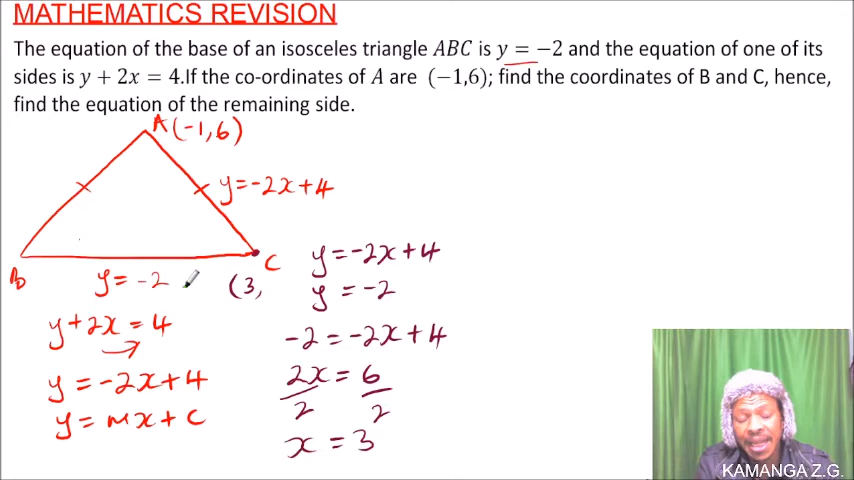 MATHEMATICS REVISION
The equation of the base of an isosceles triangle ABC is y = −2 and the equation of one of its
sides is y + 2x = 4.If the co-ordinates of A are (−1,6); find the coordinates of B and C, hence,
find the equation of the remaining side.
A(-1,6)
y=-2x+4
B
C
y=-2
(3,
y=-2x+4
y=-2
-2=-2x+4
2x=6
2 2
x=3
y+2x=4
y=-2x+4
y=mx+c
KAMANGA Z.G.